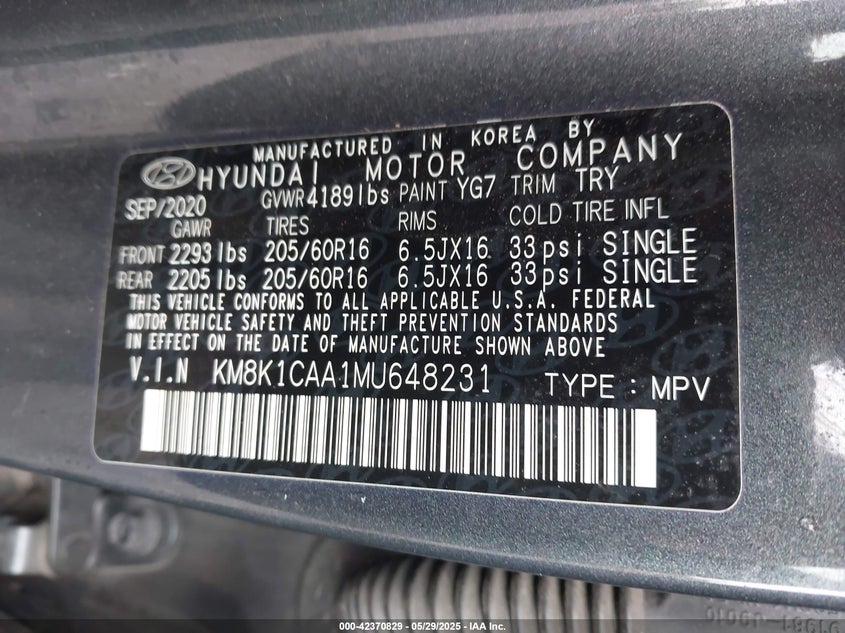 MANUFACTURED IN KOREA BY
HYUNDAI MOTOR COMPANY
SEP/2020 GVWR 4189lbs PAINT YG7 TRIM TRY
GAWR TIRES RIMS COLD TIRE INFL
FRONT 2293 lbs 205/60R16 6.5JX16 33psi SINGLE
REAR 2205 lbs 205/60R16 6.5JX16 33psi SINGLE
THIS VEHICLE CONFORMS TO ALL APPLICABLE U.S.A. FEDERAL
MOTOR VEHICLE SAFETY AND THEFT PREVENTION STANDARDS
IN EFFECT ON THE DATE OF MANUFACTURE SHOWN ABOVE
V.I.N KM8K1CAA1MU648231 TYPE : MPV
000-42370829 - 05/29/2025 - IAA Inc.